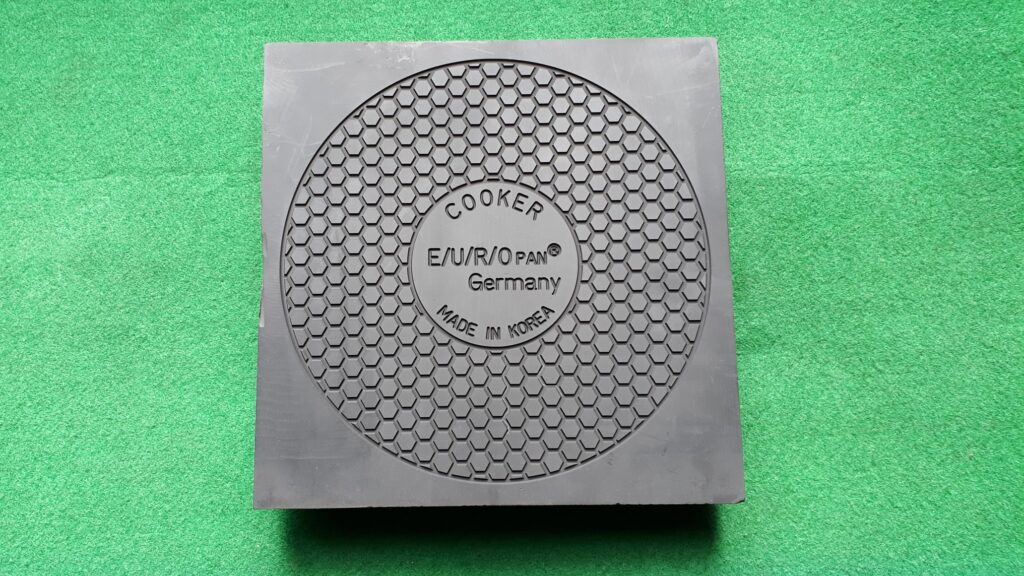 COOKER
E/U/R/O PAN®
Germany
MADE IN KOREA